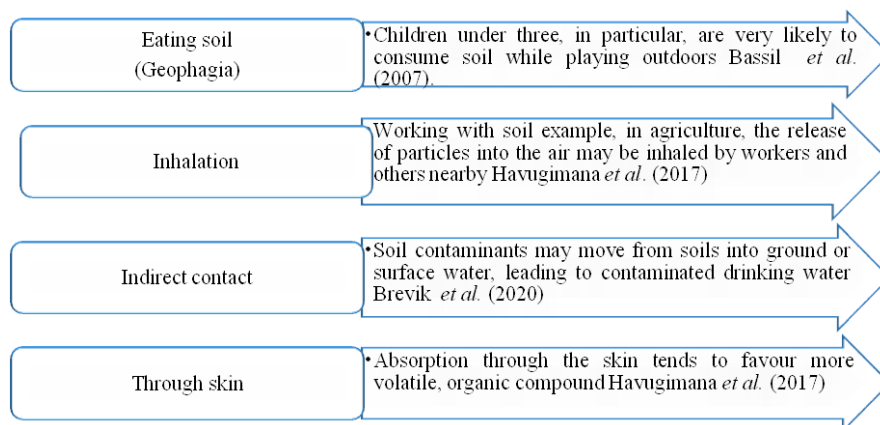 Eating soil
(Geophagia)
•Children under three, in particular, are very likely to
consume soil while playing outdoors Bassil et al.
(2007).
Inhalation
Working with soil example, in agriculture, the release
of particles into the air may be inhaled by workers and
others nearby Havugimana et al. (2017)
Indirect contact
•Soil contaminants may move from soils into ground or
surface water, leading to contaminated drinking water
Brevik et al. (2020)
Through skin
•Absorption through the skin tends to favour more
volatile, organic compound Havugimana et al. (2017)